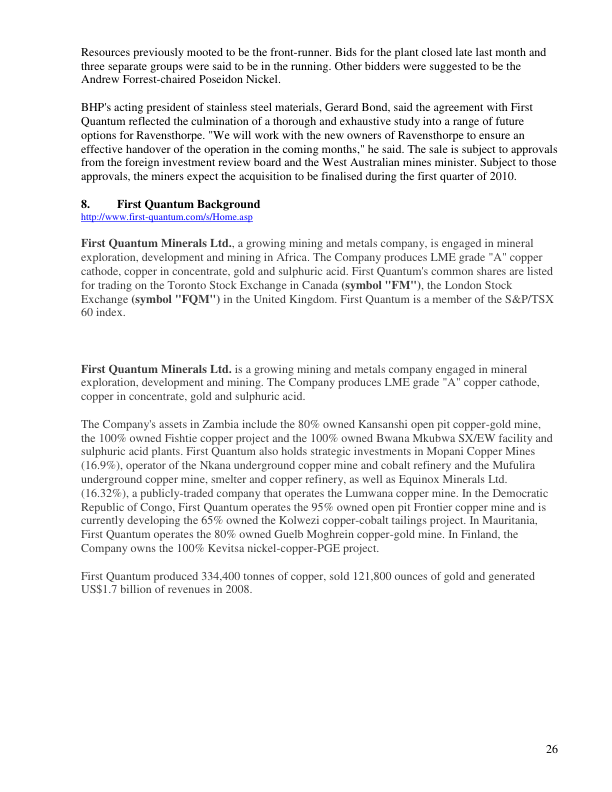 Resources previously mooted to be the front-runner. Bids for the plant closed late last month and
three separate groups were said to be in the running. Other bidders were suggested to be the
Andrew Forrest-chaired Poseidon Nickel.
BHP's acting president of stainless steel materials, Gerard Bond, said the agreement with First
Quantum reflected the culmination of a thorough and exhaustive study into a range of future
options for Ravensthorpe. "We will work with the new owners of Ravensthorpe to ensure an
effective handover of the operation in the coming months," he said. The sale is subject to approvals
from the foreign investment review board and the West Australian mines minister. Subject to those
approvals, the miners expect the acquisition to be finalised during the first quarter of 2010.
8. First Quantum Background
http://www.first-quantum.com/s/Home.asp
First Quantum Minerals Ltd., a growing mining and metals company, is engaged in mineral
exploration, development and mining in Africa. The Company produces LME grade "A" copper
cathode, copper in concentrate, gold and sulphuric acid. First Quantum's common shares are listed
for trading on the Toronto Stock Exchange in Canada (symbol "FM"), the London Stock
Exchange (symbol "FQM") in the United Kingdom. First Quantum is a member of the S&P/TSX
60 index.
First Quantum Minerals Ltd. is a growing mining and metals company engaged in mineral
exploration, development and mining. The Company produces LME grade "A" copper cathode,
copper in concentrate, gold and sulphuric acid.
The Company's assets in Zambia include the 80% owned Kansanshi open pit copper-gold mine,
the 100% owned Fishtie copper project and the 100% owned Bwana Mkubwa SX/EW facility and
sulphuric acid plants. First Quantum also holds strategic investments in Mopani Copper Mines
(16.9%), operator of the Nkana underground copper mine and cobalt refinery and the Mufulira
underground copper mine, smelter and copper refinery, as well as Equinox Minerals Ltd.
(16.32%), a publicly-traded company that operates the Lumwana copper mine. In the Democratic
Republic of Congo, First Quantum operates the 95% owned open pit Frontier copper mine and is
currently developing the 65% owned the Kolwezi copper-cobalt tailings project. In Mauritania,
First Quantum operates the 80% owned Guelb Moghrein copper-gold mine. In Finland, the
Company owns the 100% Kevitsa nickel-copper-PGE project.
First Quantum produced 334,400 tonnes of copper, sold 121,800 ounces of gold and generated
US$1.7 billion of revenues in 2008.
26